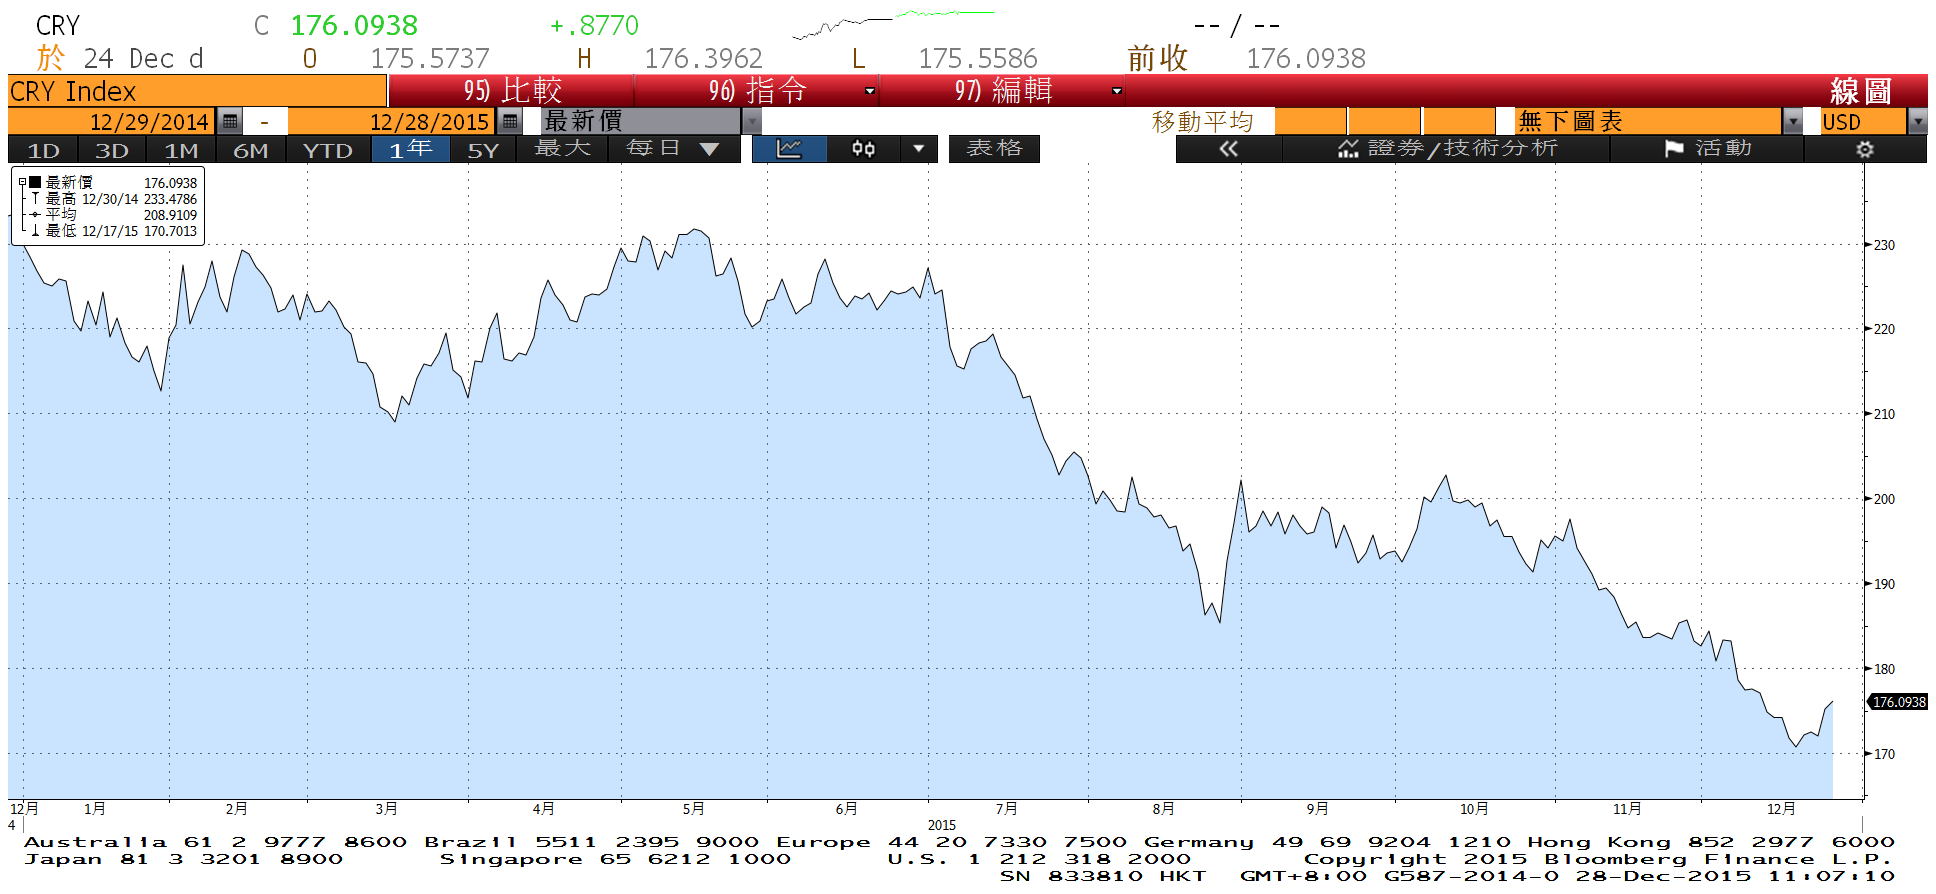 CRY C 176.0938 +.8770 -- / --
於 24 Dec d O 175.5737 H 176.3962 L 175.5586 前收 176.0938
CRY Index 95) 比較 96) 指令 97) 編輯 線圖
12/29/2014 - 12/28/2015 最新價 移動平均 無下圖表 USD
1D 3D 1M 6M YTD 1年 5Y 最大 每日 表格 證券/技術分析 活動
最新價 176.0938
最高 12/30/14 233.4786
平均 208.9109
最低 12/17/15 170.7013
230
220
210
200
190
180
176.0938
170
12月 1月 2月 3月 4月 5月 6月 7月 8月 9月 10月 11月 12月
4 2015
Australia 61 2 9777 8600 Brazil 5511 2395 9000 Europe 44 20 7330 7500 Germany 49 69 9204 1210 Hong Kong 852 2977 6000
Japan 81 3 3201 8900 Singapore 65 6212 1000 U.S. 1 212 318 2000 Copyright 2015 Bloomberg Finance L.P.
SN 833810 HKT GMT+8:00 G587-2014-0 28-Dec-2015 11:07:10